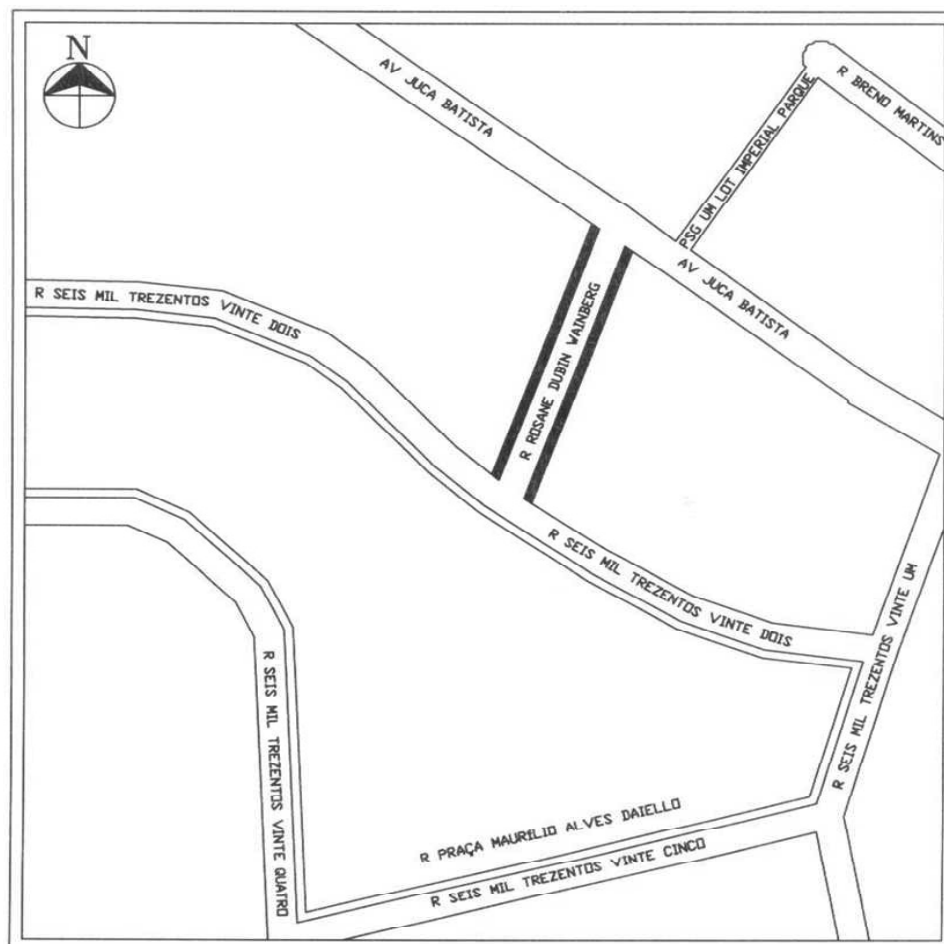 N
AV JUCA BATISTA
R BRENO MARTINS
PSG UM LOT IMPERIAL PARQUE
AV JUCA BATISTA
R SEIS MIL TREZENTOS VINTE DOIS
R ROSANE DUBIN WAINBERG
R SEIS MIL TREZENTOS VINTE DOIS
R SEIS MIL TREZENTOS VINTE UM
R SEIS MIL TREZENTOS VINTE QUATRO
R PRAÇA MAURíLIO ALVES DAIELLO
R SEIS MIL TREZENTOS VINTE CINCO